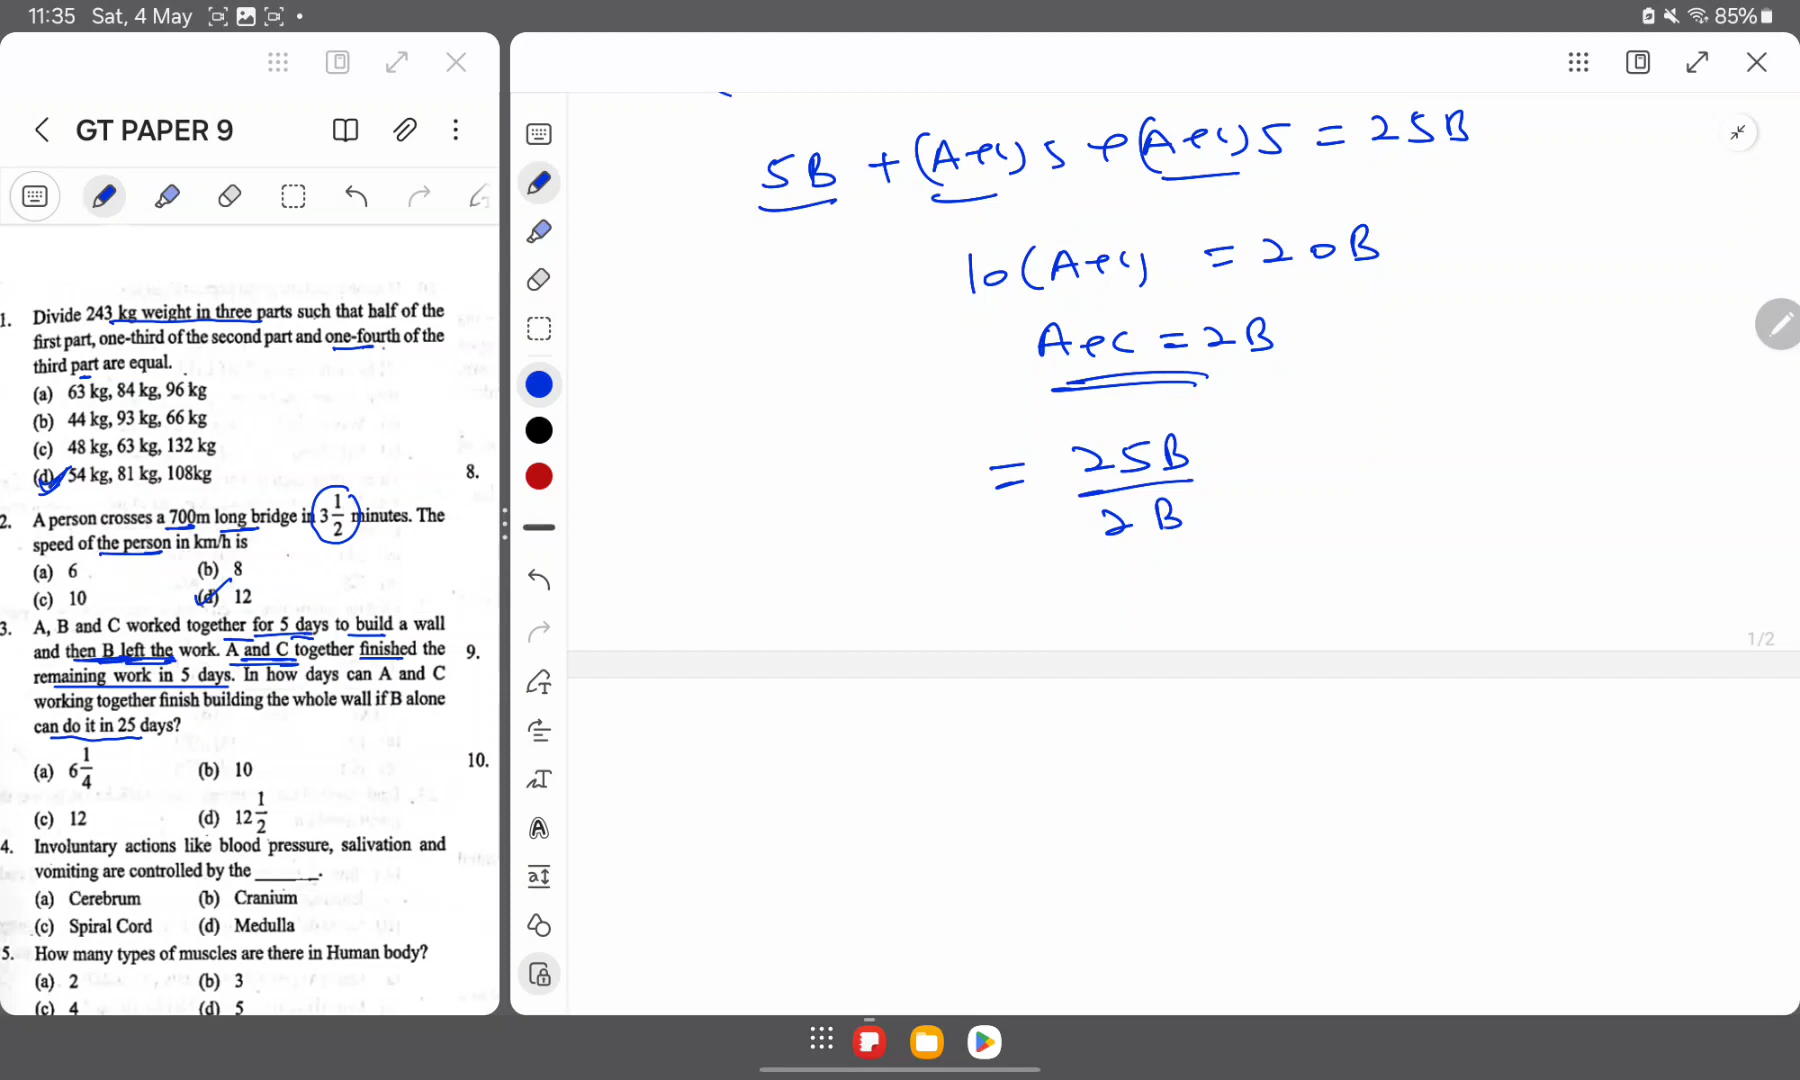 11:35 Sat, 4 May
85%
GT PAPER 9
1. Divide 243 kg weight in three parts such that half of the
first part, one-third of the second part and one-fourth of the
third part are equal.
(a) 63 kg, 84 kg, 96 kg
(b) 44 kg, 93 kg, 66 kg
(c) 48 kg, 63 kg, 132 kg
(d) 54 kg, 81 kg, 108kg
2. A person crosses a 700m long bridge in 3 1/2 minutes. The
speed of the person in km/h is
(a) 6 (b) 8
(c) 10 (d) 12
3. A, B and C worked together for 5 days to build a wall
and then B left the work. A and C together finished the
remaining work in 5 days. In how days can A and C
working together finish building the whole wall if B alone
can do it in 25 days?
(a) 6 1/4 (b) 10
(c) 12 (d) 12 1/2
4. Involuntary actions like blood pressure, salivation and
vomiting are controlled by the ______.
(a) Cerebrum (b) Cranium
(c) Spiral Cord (d) Medulla
5. How many types of muscles are there in Human body?
(a) 2 (b) 3
(c) 4 (d) 5
8.
9.
10.
5B + (A+C) 5 + (A+C) 5 = 25B
10(A+C) = 20B
A+C = 2B
= 25B
2B
1/2